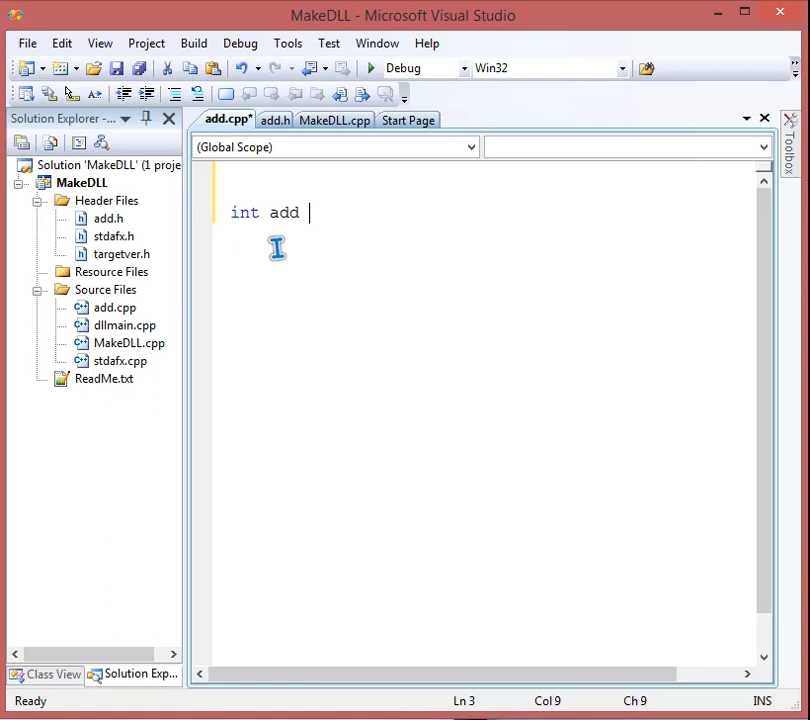 MakeDLL - Microsoft Visual Studio
File Edit View Project Build Debug Tools Test Window Help
Debug Win32
Solution Explorer -...
add.cpp* add.h MakeDLL.cpp Start Page
(Global Scope)
Toolbox
Solution 'MakeDLL' (1 proje
MakeDLL
Header Files
add.h
stdafx.h
targetver.h
Resource Files
Source Files
add.cpp
dllmain.cpp
MakeDLL.cpp
stdafx.cpp
ReadMe.txt
int add
Class View Solution Exp...
Ready Ln 3 Col 9 Ch 9 INS